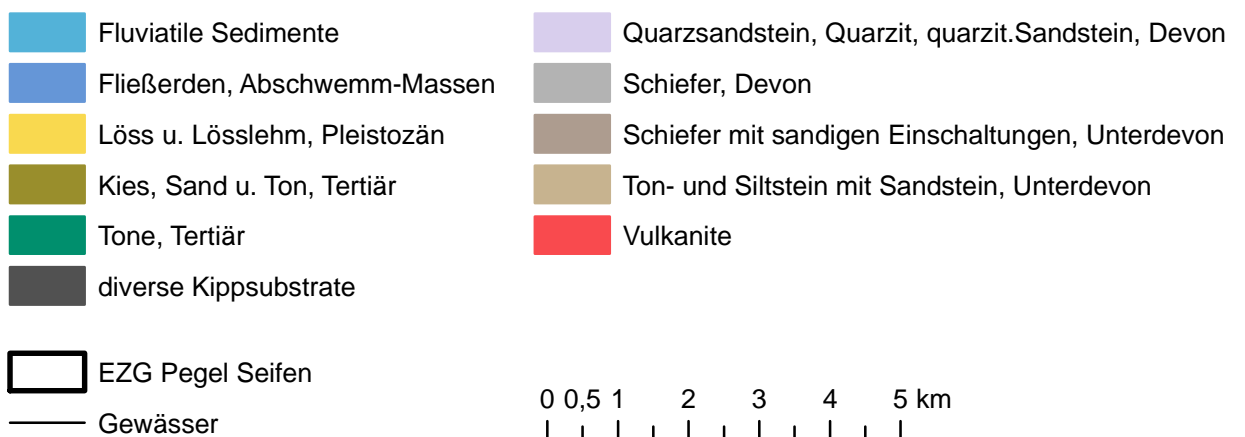 Fluviatile Sedimente
Fließerden, Abschwemm-Massen
Löss u. Lösslehm, Pleistozän
Kies, Sand u. Ton, Tertiär
Tone, Tertiär
diverse Kippsubstrate
EZG Pegel Seifen
Gewässer
Quarzsandstein, Quarzit, quarzit.Sandstein, Devon
Schiefer, Devon
Schiefer mit sandigen Einschaltungen, Unterdevon
Ton- und Siltstein mit Sandstein, Unterdevon
Vulkanite
0 0,5 1 2 3 4 5 km